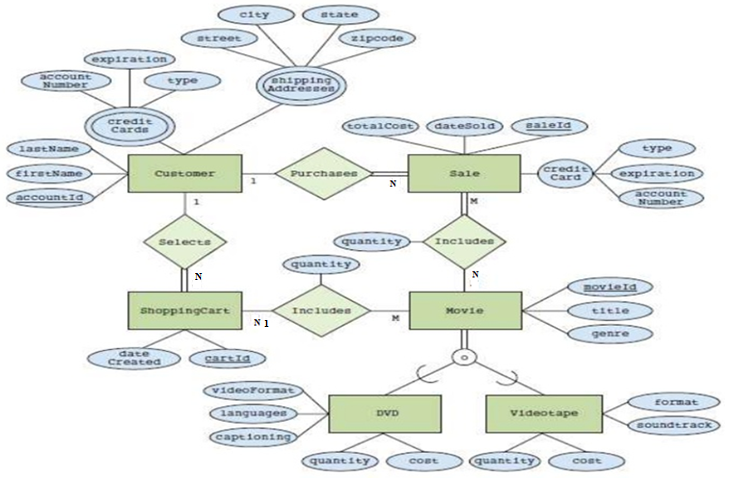 city
state
street
zipcode
expiration
account
Number
type
shipping
Addresses
credit
Cards
totalCost
dateSold
saleId
lastName
firstName
accountId
Customer
1
Purchases
N
Sale
credit
Card
type
expiration
account
Number
1
M
Selects
quantity
Includes
N
quantity
N
movieId
ShoppingCart
N 1
Includes
M
Movie
title
genre
date
Created
cartId
o
videoFormat
languages
captioning
DVD
Videotape
format
soundtrack
quantity
cost
quantity
cost